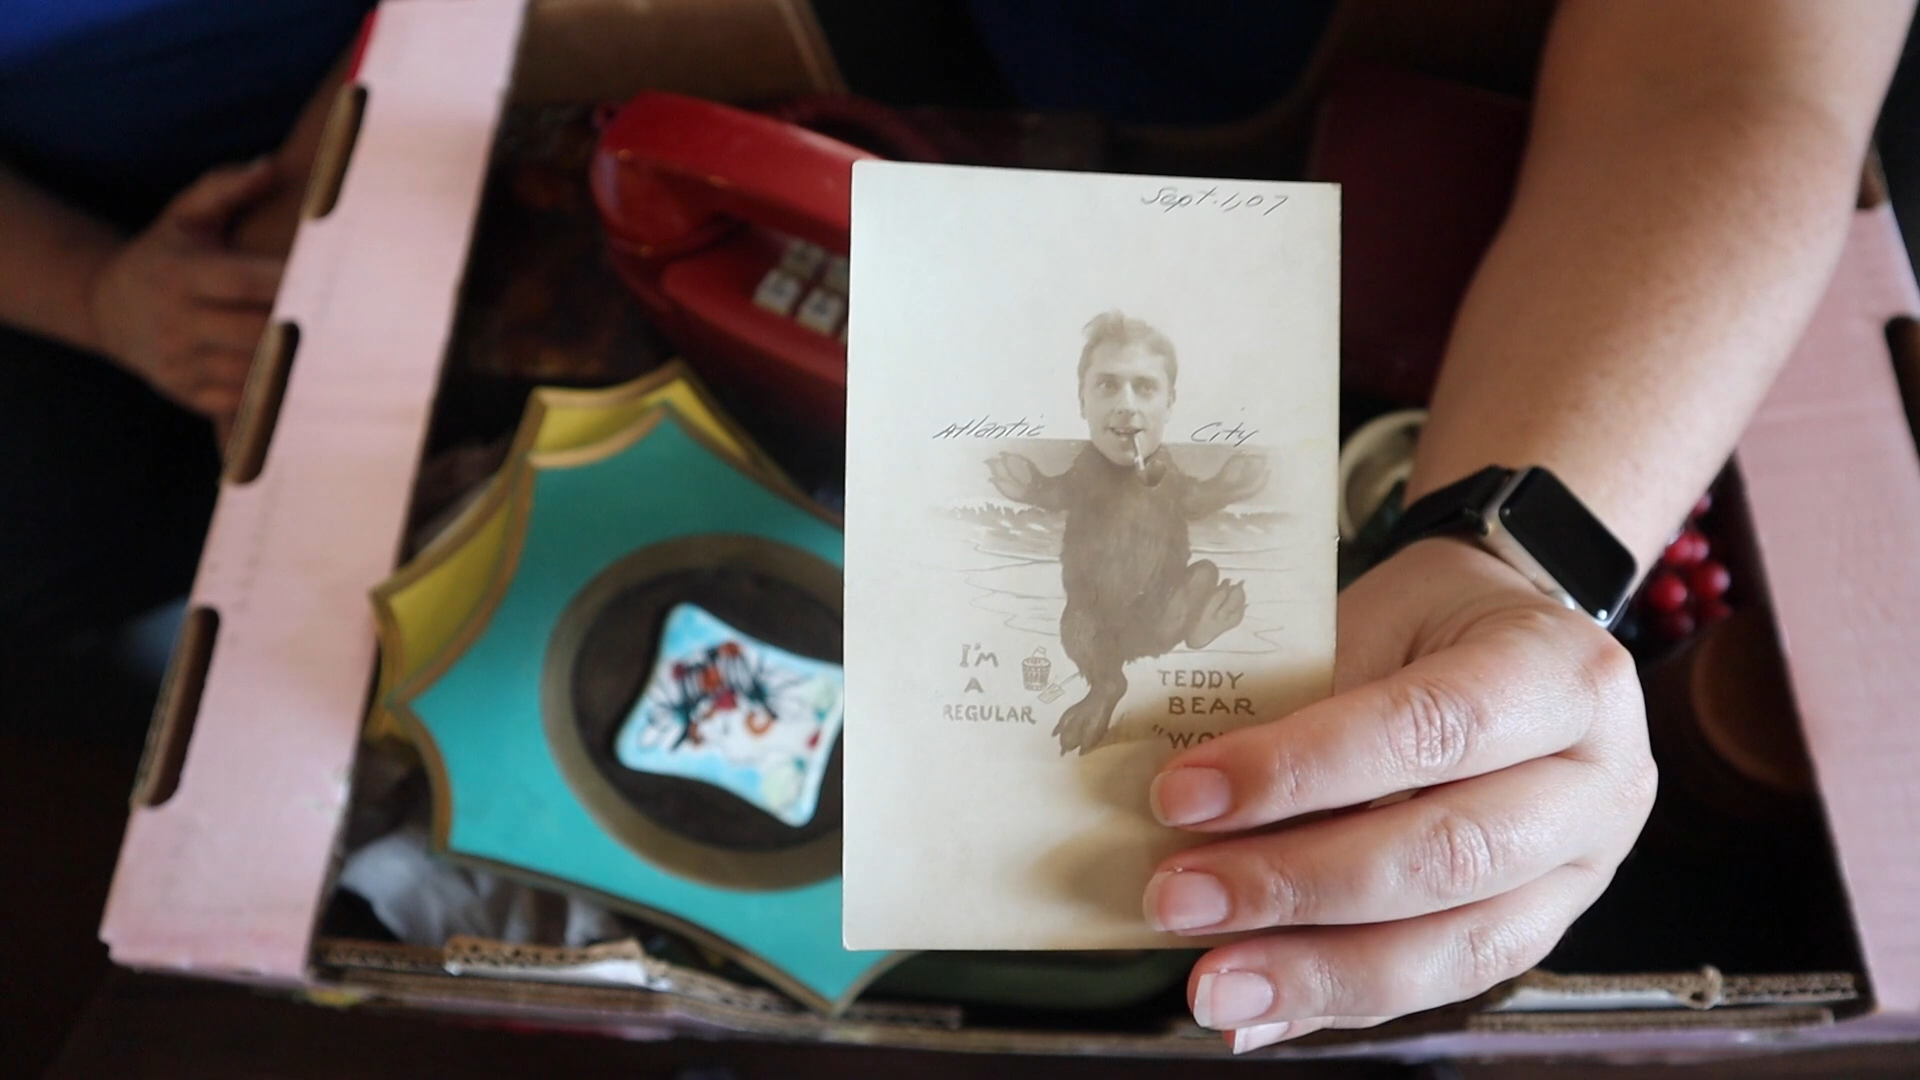 Sept. 1, 07
Atlantic City
I'M
A
REGULAR
TEDDY
BEAR